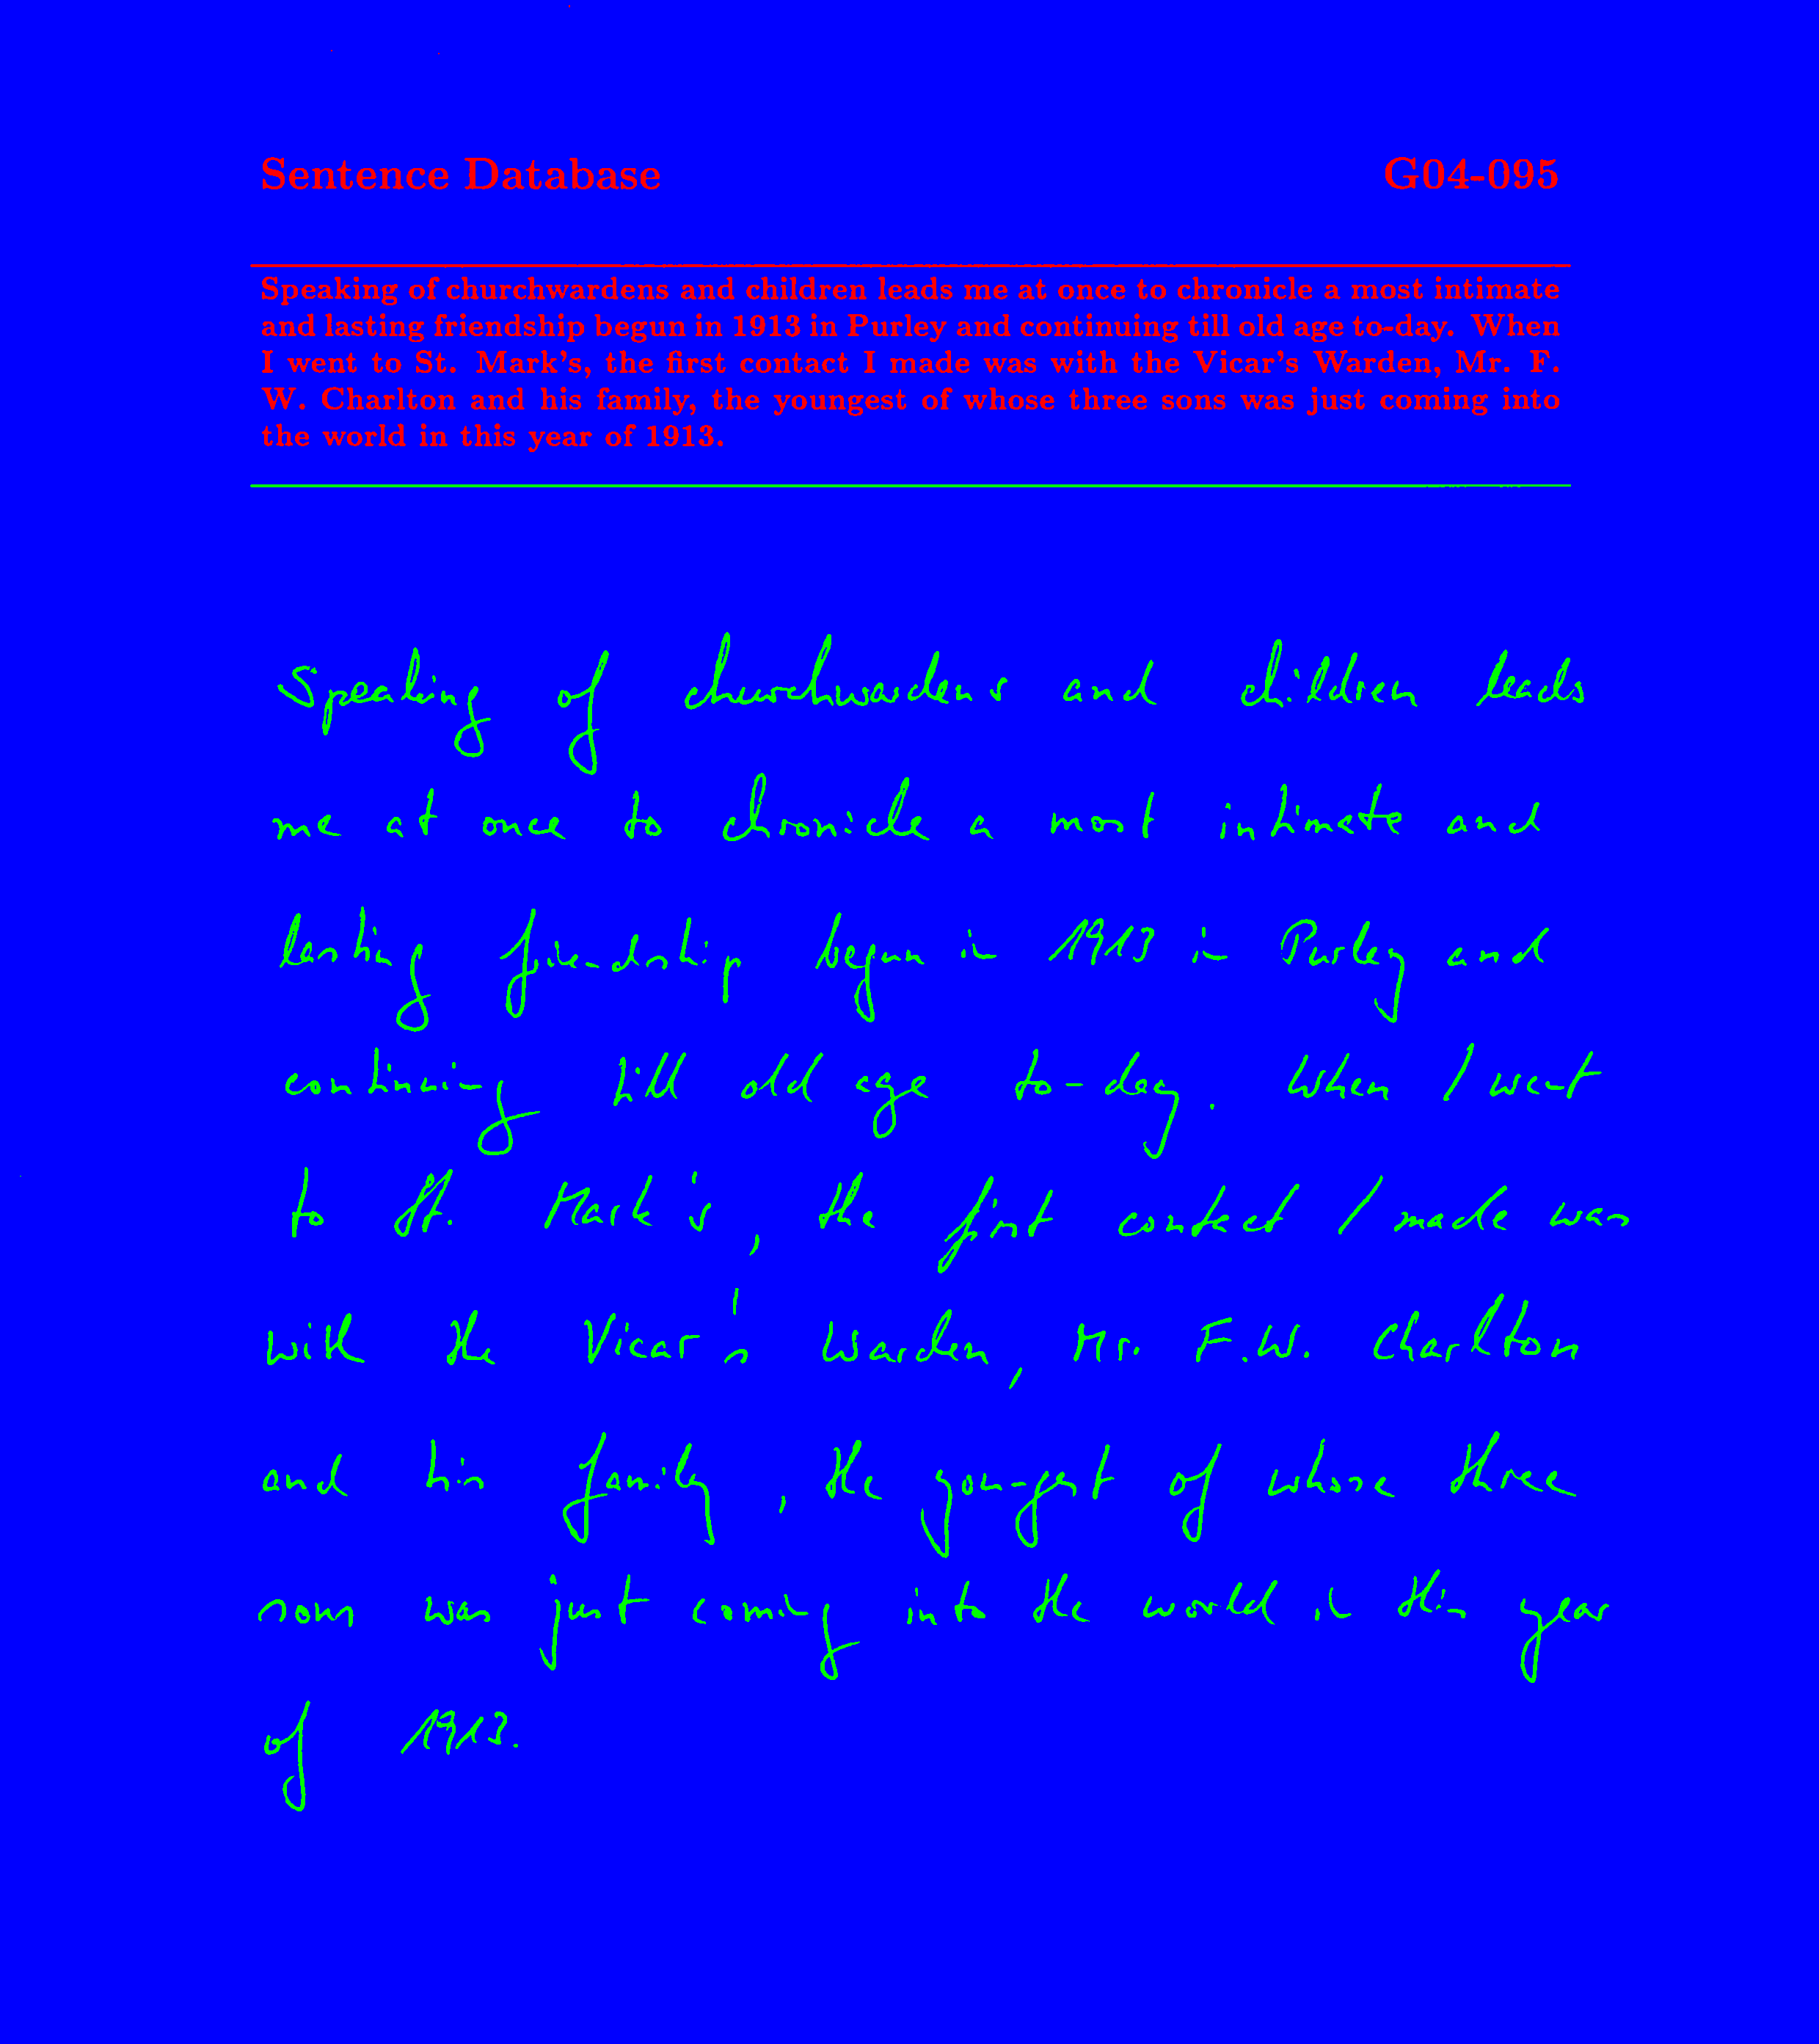 Sentence Database G04-095
Speaking of churchwardens and children leads me at once to chronicle a most intimate
and lasting friendship begun in 1913 in Purley and continuing till old age to-day. When
I went to St. Mark's, the first contact I made was with the Vicar's Warden, Mr. F.
W. Charlton and his family, the youngest of whose three sons was just coming into
the world in this year of 1913.
Speaking of churchwardens and children leads
me at once to chronicle a most intimate and
lasting friendship begun in 1913 in Purley and
continuing till old age to-day. When I went
to St. Mark's, the first contact I made was
with the Vicar's Warden, Mr. F.W. Charlton
and his family, the youngest of whose three
sons was just coming into the world in this year
of 1913.